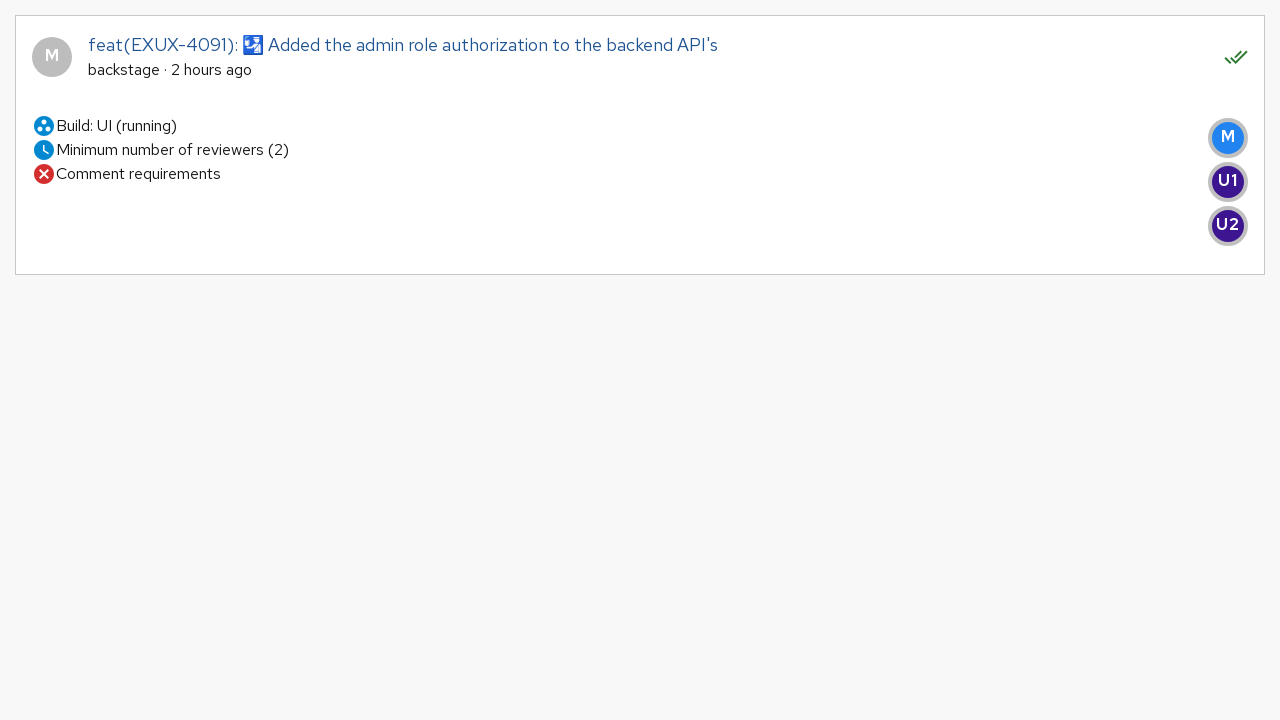 M
feat(EXUX-4091): 🛂 Added the admin role authorization to the backend API's
backstage · 2 hours ago
Build: UI (running)
Minimum number of reviewers (2)
Comment requirements
M
U1
U2